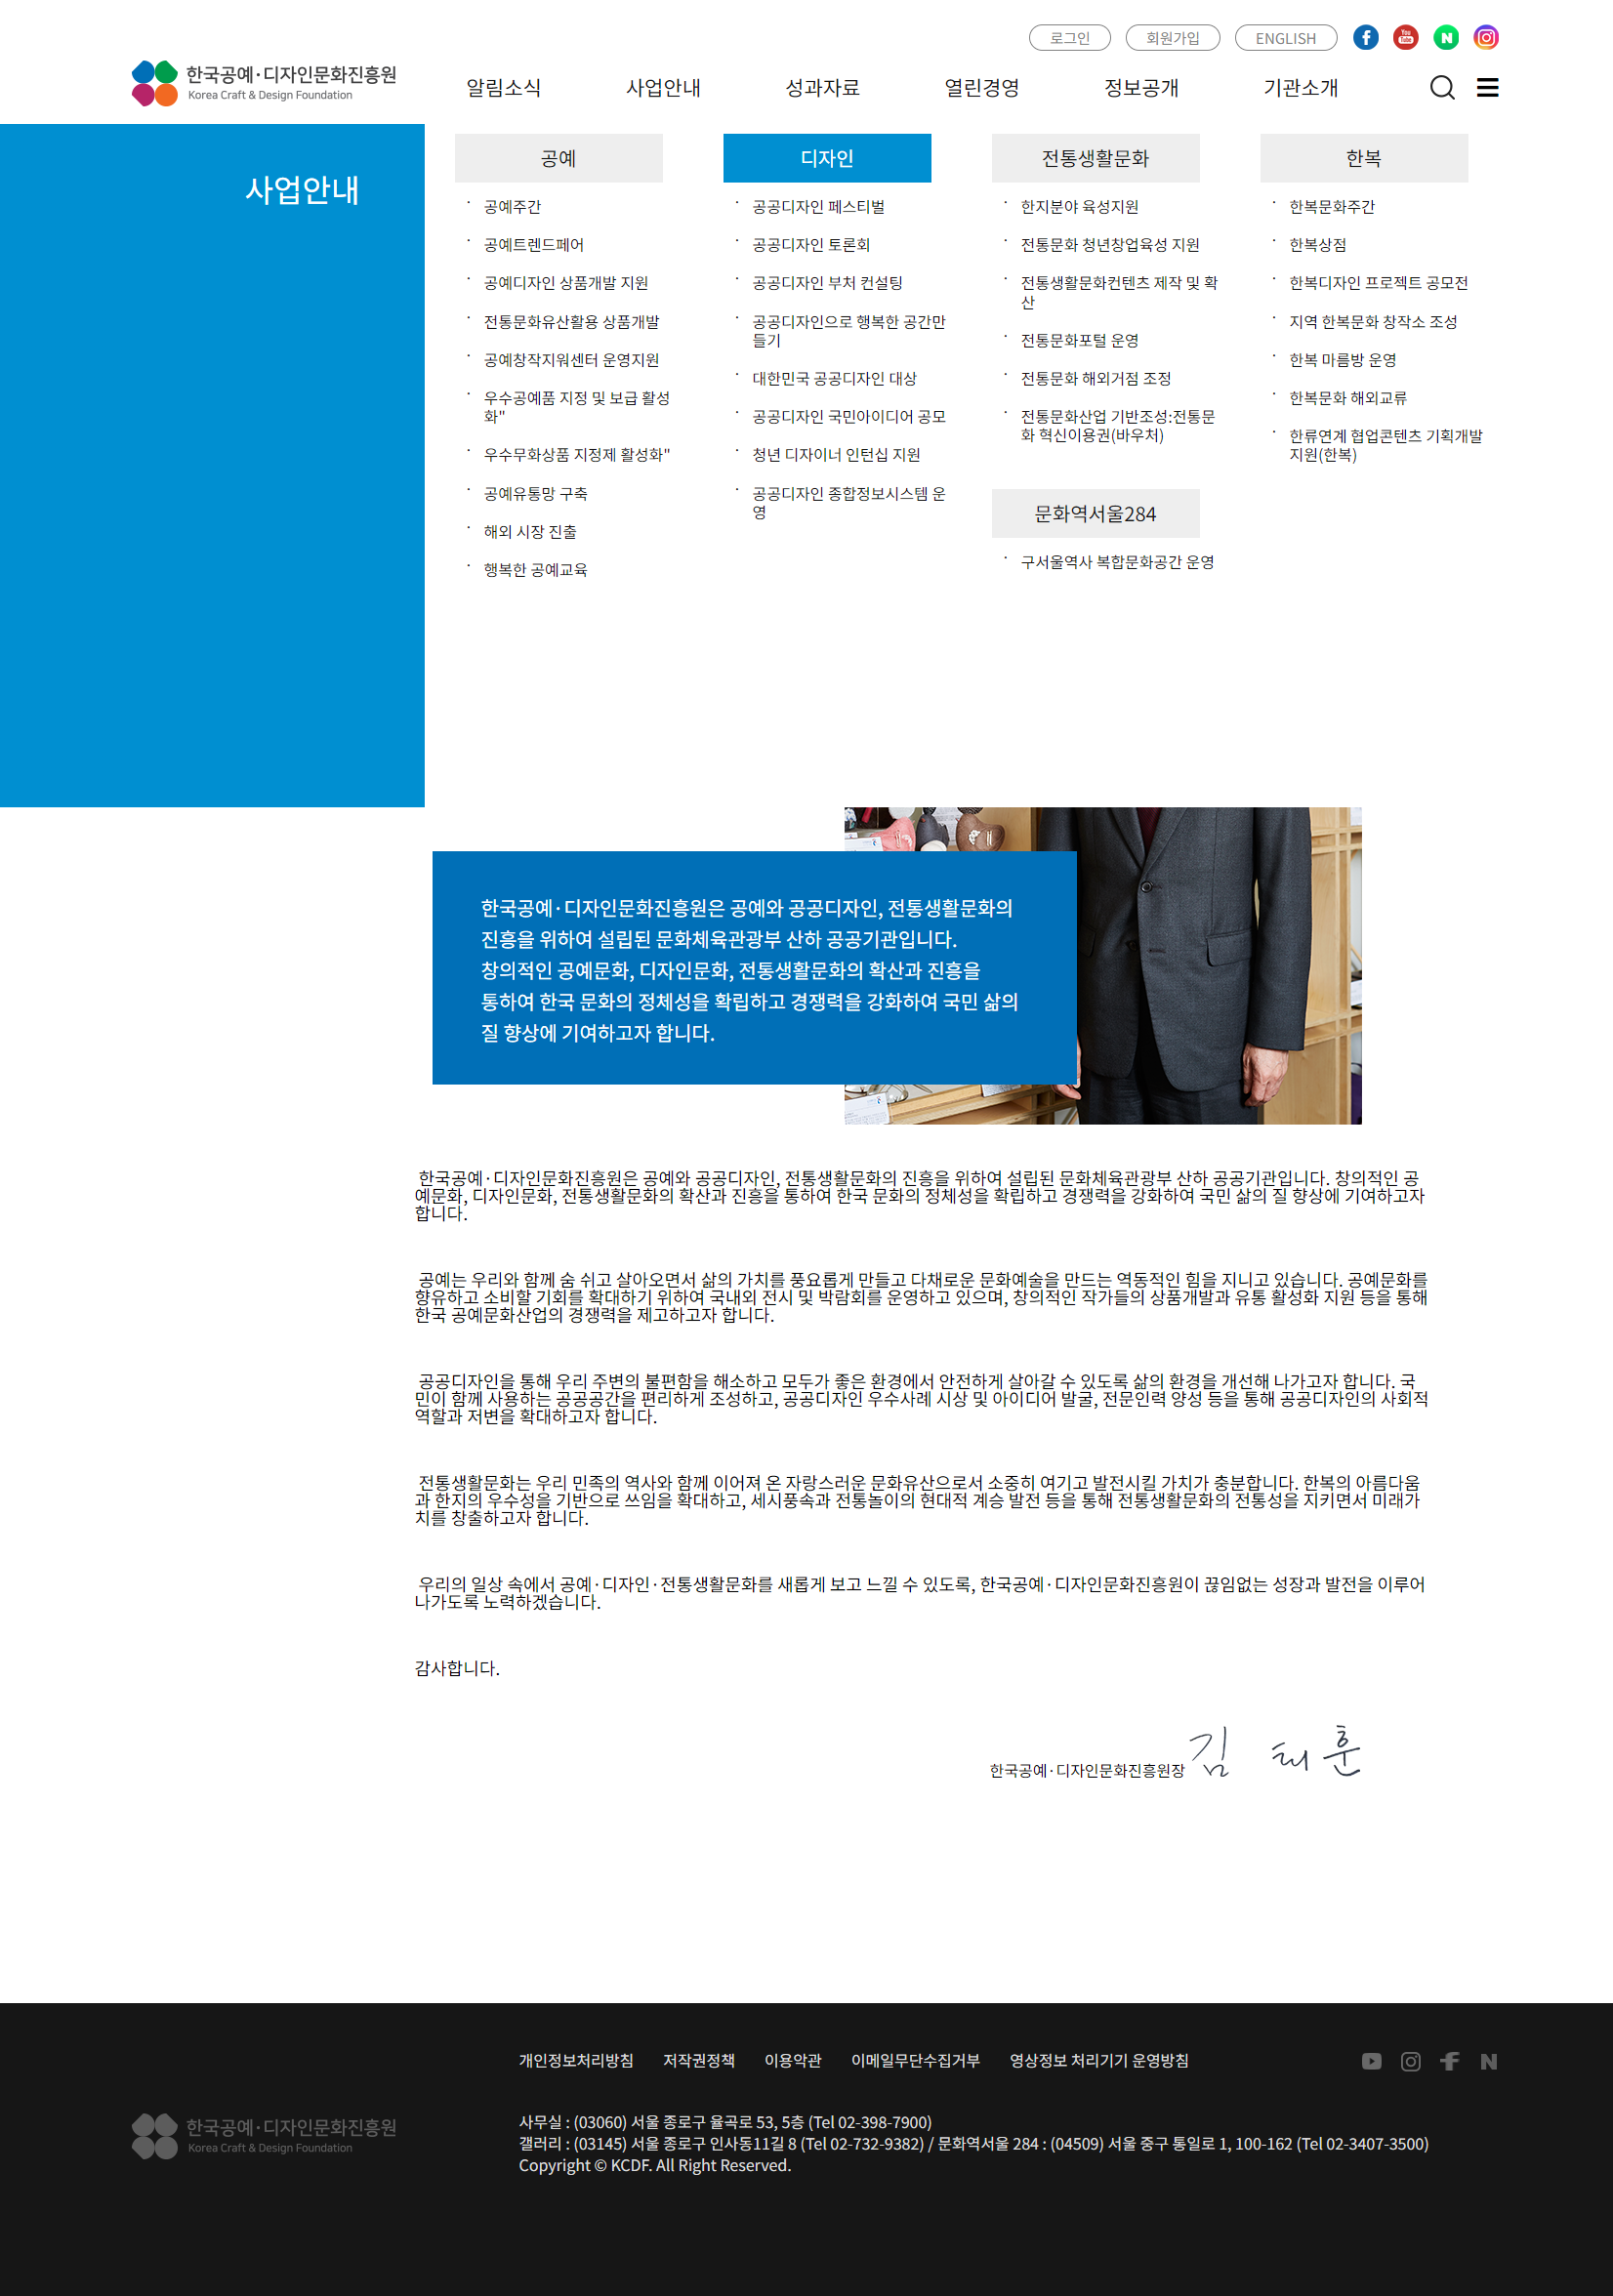 로그인 회원가입 ENGLISH
You
Tube
N
한국공예·디자인문화진흥원
Korea Craft & Design Foundation
알림소식 사업안내 성과자료 열린경영 정보공개 기관소개
사업안내
공예
공예주간
공예트렌드페어
공예디자인 상품개발 지원
전통문화유산활용 상품개발
공예창작지워센터 운영지원
우수공예품 지정 및 보급 활성
화"
우수무화상품 지정제 활성화"
공예유통망 구축
해외 시장 진출
행복한 공예교육
디자인
공공디자인 페스티벌
공공디자인 토론회
공공디자인 부처 컨설팅
공공디자인으로 행복한 공간만
들기
대한민국 공공디자인 대상
공공디자인 국민아이디어 공모
청년 디자이너 인턴십 지원
공공디자인 종합정보시스템 운
영
전통생활문화
한지분야 육성지원
전통문화 청년창업육성 지원
전통생활문화컨텐츠 제작 및 확
산
전통문화포털 운영
전통문화 해외거점 조정
전통문화산업 기반조성:전통문
화 혁신이용권(바우처)
문화역서울284
구서울역사 복합문화공간 운영
한복
한복문화주간
한복상점
한복디자인 프로젝트 공모전
지역 한복문화 창작소 조성
한복 마름방 운영
한복문화 해외교류
한류연계 협업콘텐츠 기획개발
지원(한복)
한국공예·디자인문화진흥원은 공예와 공공디자인, 전통생활문화의
진흥을 위하여 설립된 문화체육관광부 산하 공공기관입니다.
창의적인 공예문화, 디자인문화, 전통생활문화의 확산과 진흥을
통하여 한국 문화의 정체성을 확립하고 경쟁력을 강화하여 국민 삶의
질 향상에 기여하고자 합니다.
한국공예·디자인문화진흥원은 공예와 공공디자인, 전통생활문화의 진흥을 위하여 설립된 문화체육관광부 산하 공공기관입니다. 창의적인 공
예문화, 디자인문화, 전통생활문화의 확산과 진흥을 통하여 한국 문화의 정체성을 확립하고 경쟁력을 강화하여 국민 삶의 질 향상에 기여하고자
합니다.
공예는 우리와 함께 숨 쉬고 살아오면서 삶의 가치를 풍요롭게 만들고 다채로운 문화예술을 만드는 역동적인 힘을 지니고 있습니다. 공예문화를
향유하고 소비할 기회를 확대하기 위하여 국내외 전시 및 박람회를 운영하고 있으며, 창의적인 작가들의 상품개발과 유통 활성화 지원 등을 통해
한국 공예문화산업의 경쟁력을 제고하고자 합니다.
공공디자인을 통해 우리 주변의 불편함을 해소하고 모두가 좋은 환경에서 안전하게 살아갈 수 있도록 삶의 환경을 개선해 나가고자 합니다. 국
민이 함께 사용하는 공공공간을 편리하게 조성하고, 공공디자인 우수사례 시상 및 아이디어 발굴, 전문인력 양성 등을 통해 공공디자인의 사회적
역할과 저변을 확대하고자 합니다.
전통생활문화는 우리 민족의 역사와 함께 이어져 온 자랑스러운 문화유산으로서 소중히 여기고 발전시킬 가치가 충분합니다. 한복의 아름다움
과 한지의 우수성을 기반으로 쓰임을 확대하고, 세시풍속과 전통놀이의 현대적 계승 발전 등을 통해 전통생활문화의 전통성을 지키면서 미래가
치를 창출하고자 합니다.
우리의 일상 속에서 공예·디자인·전통생활문화를 새롭게 보고 느낄 수 있도록, 한국공예·디자인문화진흥원이 끊임없는 성장과 발전을 이루어
나가도록 노력하겠습니다.
감사합니다.
한국공예·디자인문화진흥원장 김 태 훈
개인정보처리방침 저작권정책 이용약관 이메일무단수집거부 영상정보 처리기기 운영방침
N
한국공예·디자인문화진흥원
Korea Craft & Design Foundation
사무실 : (03060) 서울 종로구 율곡로 53, 5층 (Tel 02-398-7900)
갤러리 : (03145) 서울 종로구 인사동11길 8 (Tel 02-732-9382) / 문화역서울 284 : (04509) 서울 중구 통일로 1, 100-162 (Tel 02-3407-3500)
Copyright © KCDF. All Right Reserved.